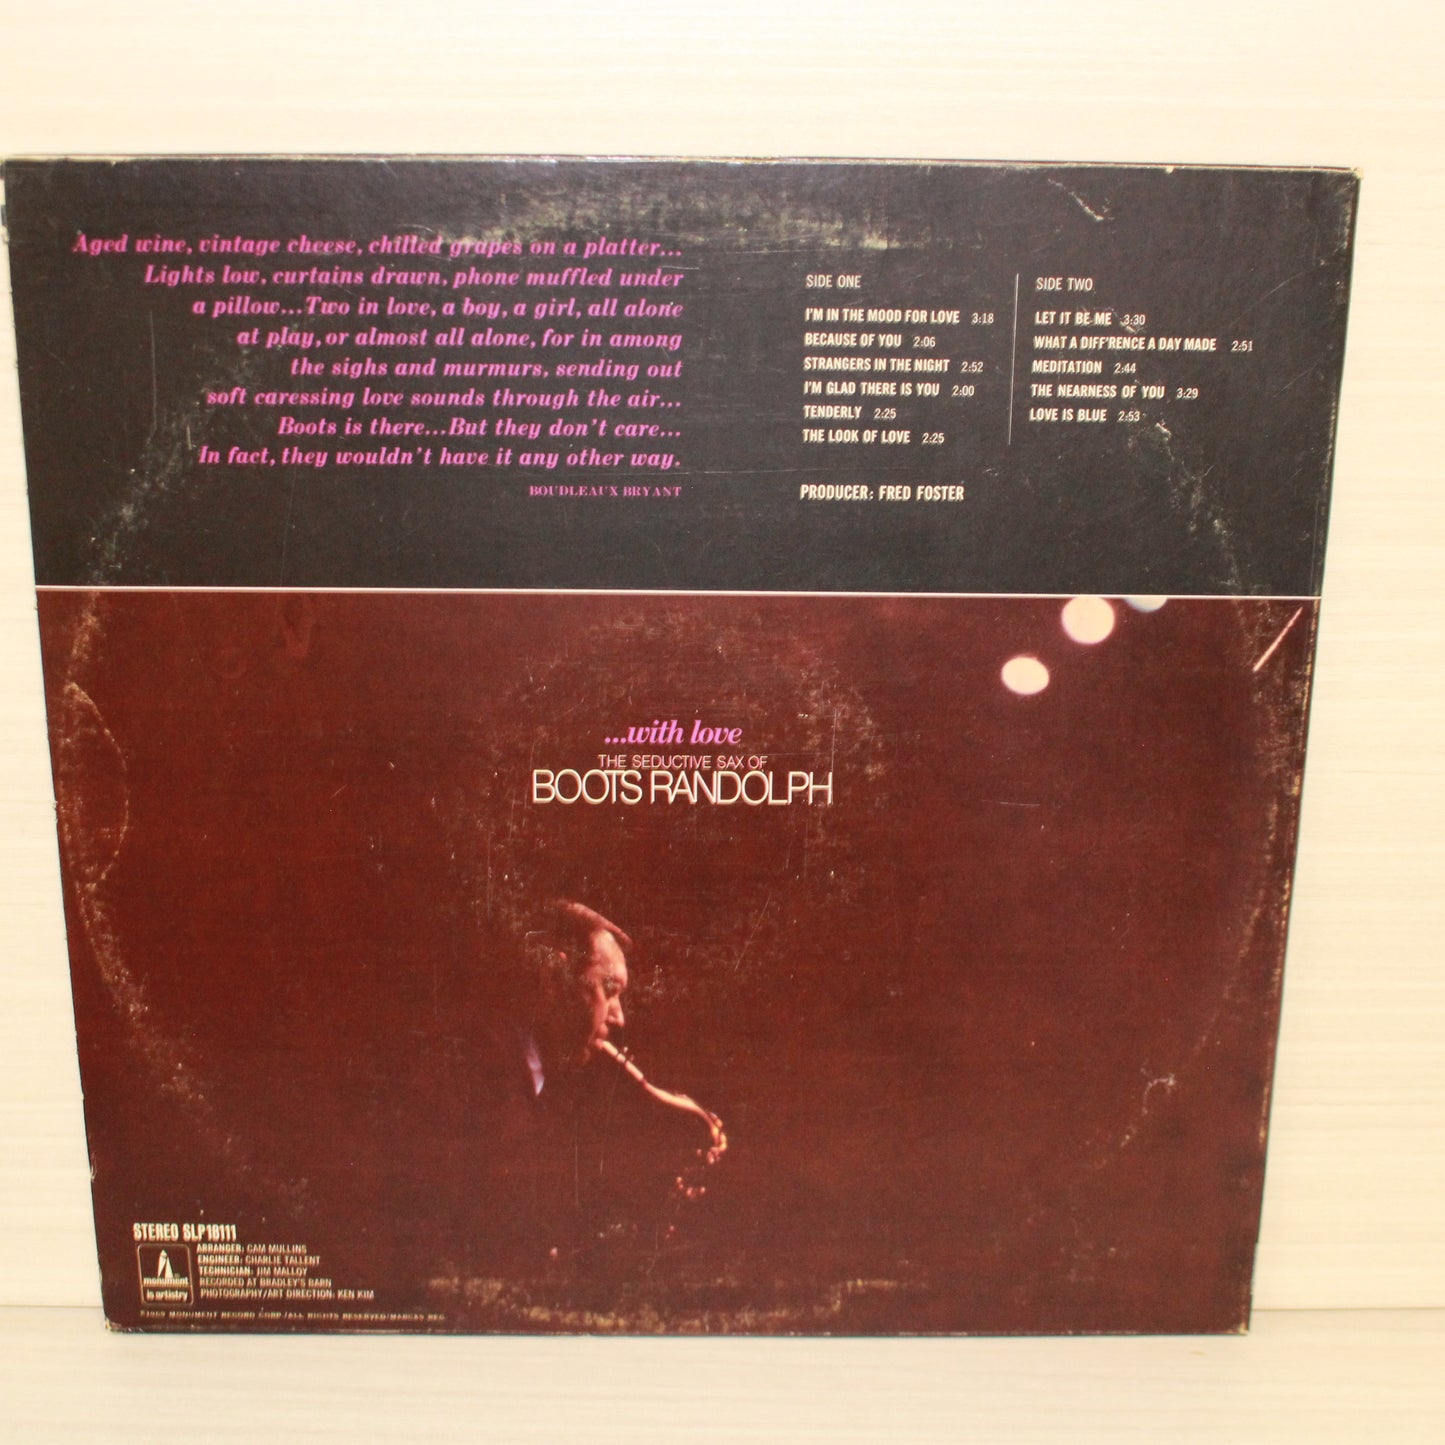 Aged wine, vintage cheese, chilled grapes on a platter...
Lights low, curtains drawn, phone muffled under
a pillow...Two in love, a boy, a girl, all alone
at play, or almost all alone, for in among
the sighs and murmurs, sending out
soft caressing love sounds through the air...
Boots is there...But they don't care...
In fact, they wouldn't have it any other way.
BOUDLEAUX BRYANT
SIDE ONE
I'M IN THE MOOD FOR LOVE 3:18
BECAUSE OF YOU 2:06
STRANGERS IN THE NIGHT 2:52
I'M GLAD THERE IS YOU 2:00
TENDERLY 2:25
THE LOOK OF LOVE 2:25
SIDE TWO
LET IT BE ME 3:30
WHAT A DIFF'RENCE A DAY MADE 2:51
MEDITATION 2:44
THE NEARNESS OF YOU 3:29
LOVE IS BLUE 2:53
PRODUCER: FRED FOSTER
...with love
THE SEDUCTIVE SAX OF
BOOTS RANDOLPH
STEREO SLP18111
ARRANGER: CAM MULLINS
ENGINEER: CHARLIE TALLENT
TECHNICIAN: JIM MALLOY
RECORDED AT BRADLEY'S BARN
PHOTOGRAPHY/ART DIRECTION: KEN KIM
monument
is artistry
©1969 MONUMENT RECORD CORP./ALL RIGHTS RESERVED/MARCAS REG.